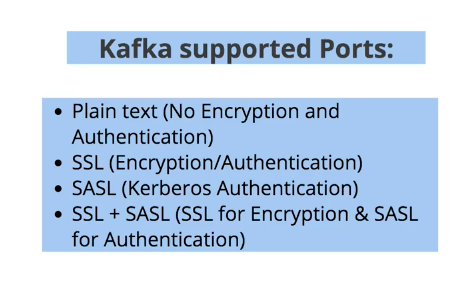 Kafka supported Ports:
• Plain text (No Encryption and
Authentication)
• SSL (Encryption/Authentication)
• SASL (Kerberos Authentication)
• SSL + SASL (SSL for Encryption & SASL
for Authentication)